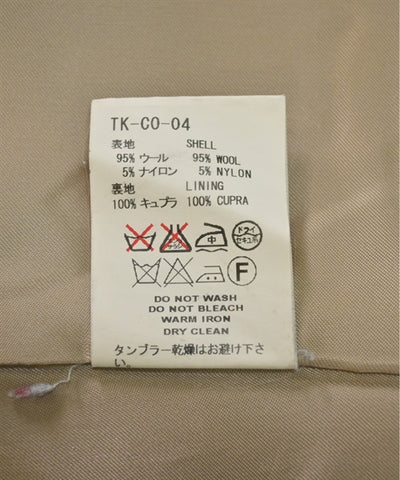 TK-CO-04
表地 SHELL
95% ウール 95% WOOL
5% ナイロン 5% NYLON
裏地 LINING
100% キュプラ 100% CUPRA
中 ドライ
セキユ系
F
DO NOT WASH
DO NOT BLEACH
WARM IRON
DRY CLEAN
タンブラー乾燥はお避け下さ
い。